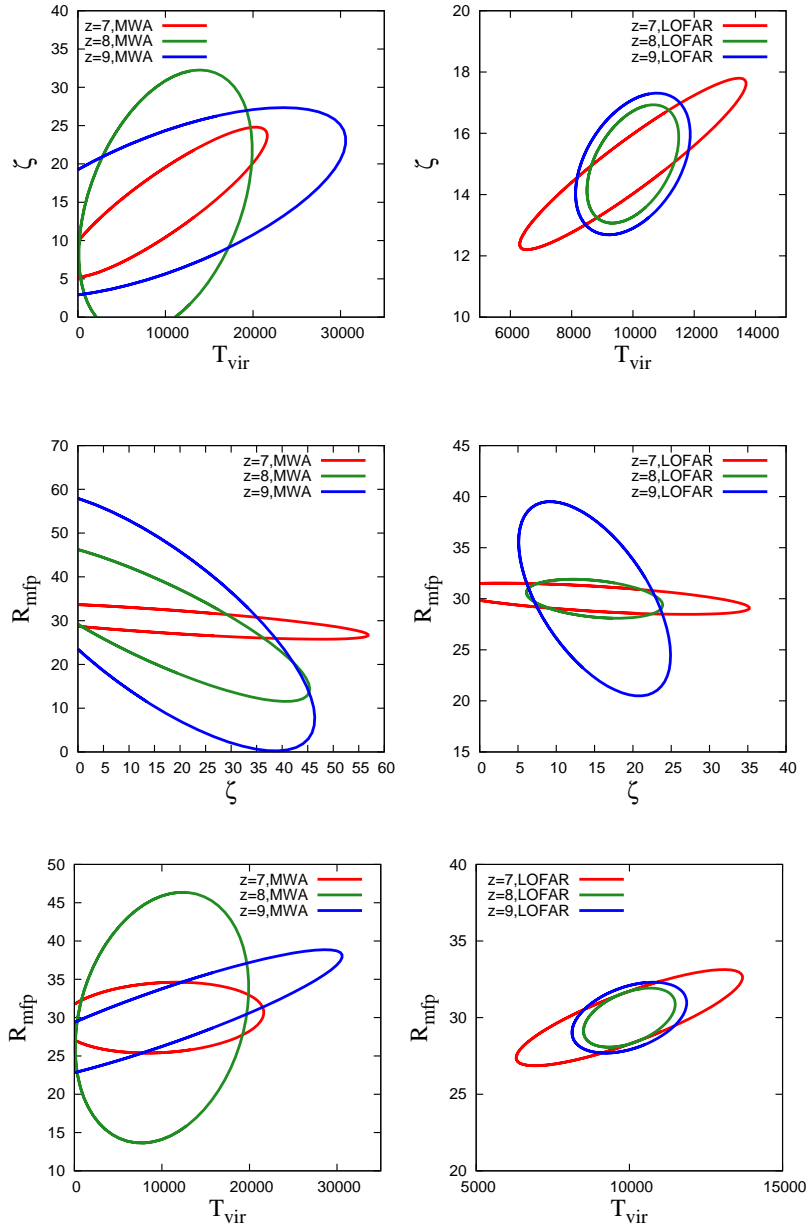 z=7,MWA
z=8,MWA
z=9,MWA
40
35
30
25
20
15
10
5
0
ζ
0 10000 20000 30000
T_vir
z=7,LOFAR
z=8,LOFAR
z=9,LOFAR
20
18
16
14
12
10
ζ
6000 8000 10000 12000 14000
T_vir
z=7,MWA
z=8,MWA
z=9,MWA
70
60
50
40
30
20
10
0
R_mfp
0 5 10 15 20 25 30 35 40 45 50 55 60
ζ
z=7,LOFAR
z=8,LOFAR
z=9,LOFAR
45
40
35
30
25
20
15
R_mfp
0 5 10 15 20 25 30 35 40
ζ
z=7,MWA
z=8,MWA
z=9,MWA
50
45
40
35
30
25
20
15
10
R_mfp
0 10000 20000 30000
T_vir
z=7,LOFAR
z=8,LOFAR
z=9,LOFAR
40
35
30
25
20
R_mfp
5000 10000 15000
T_vir